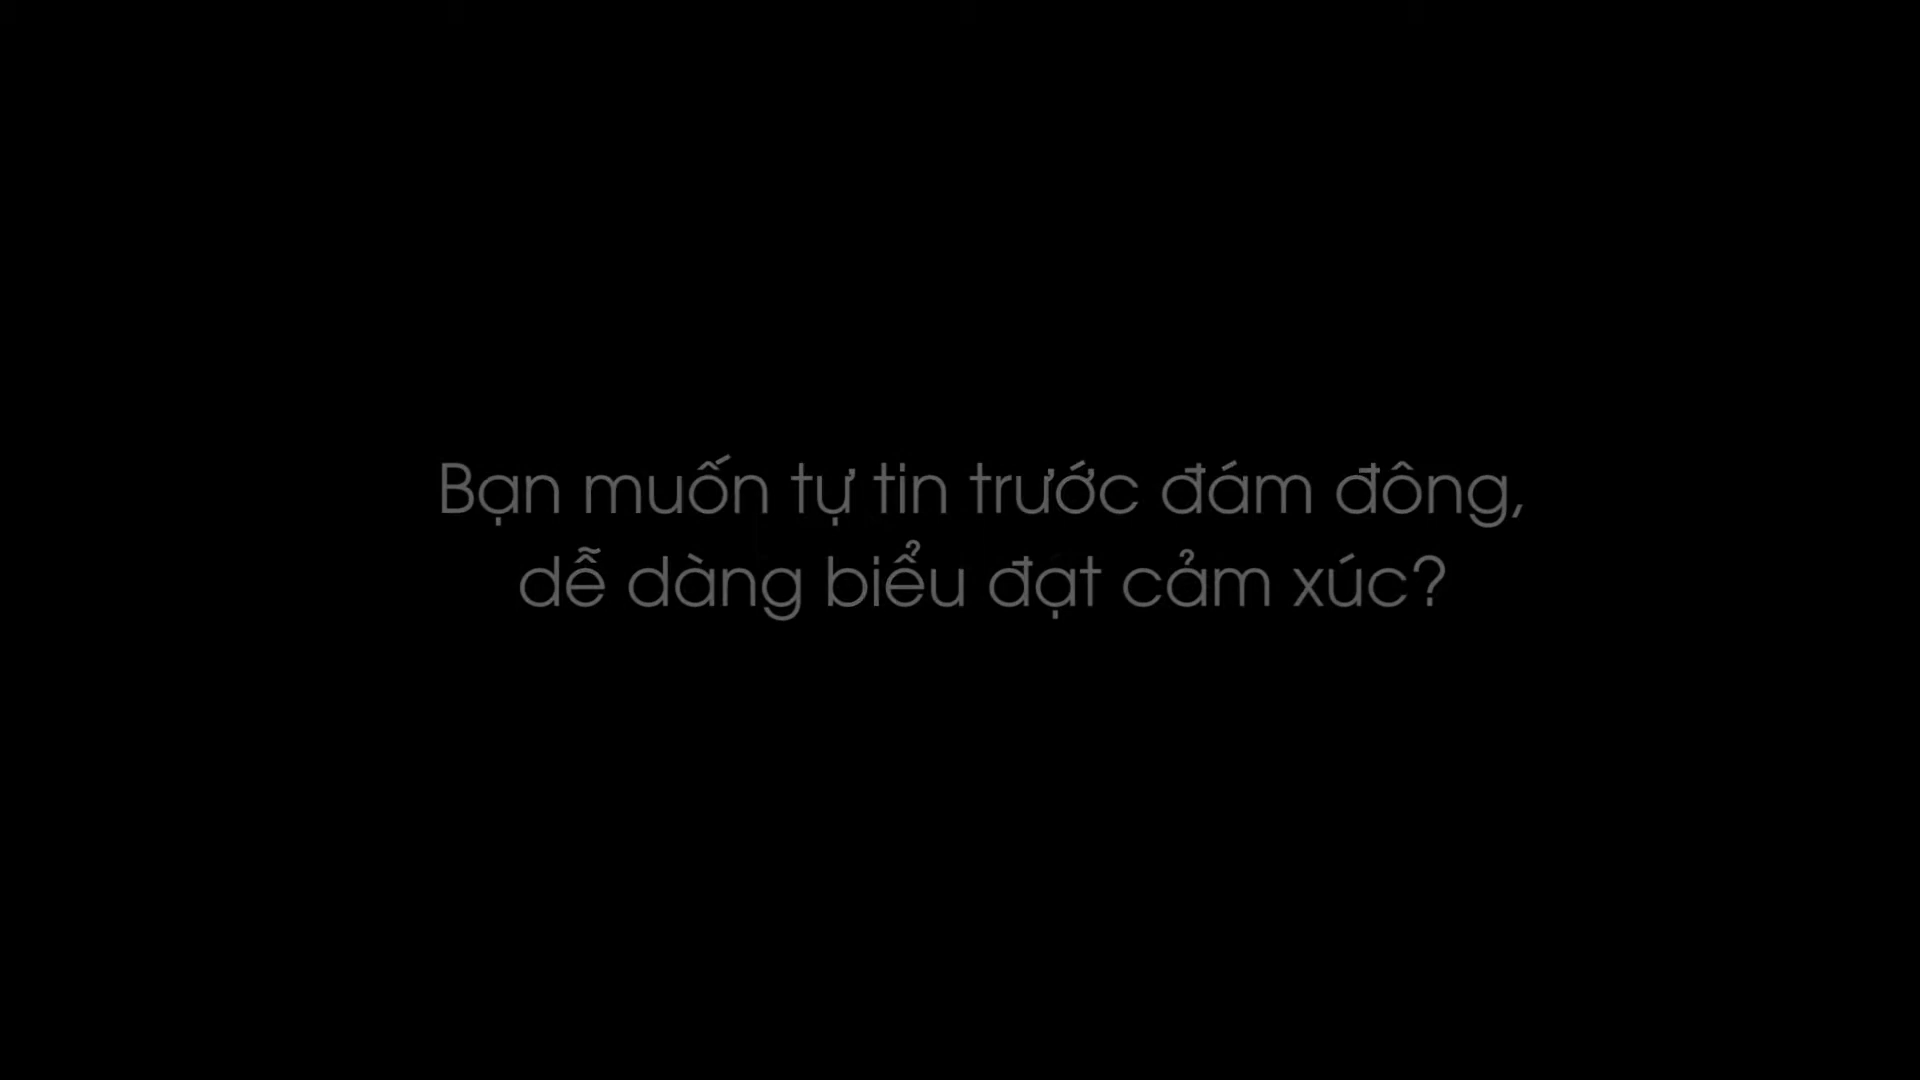 Bạn muốn tự tin trước đám đông,
dễ dàng biểu đạt cảm xúc?